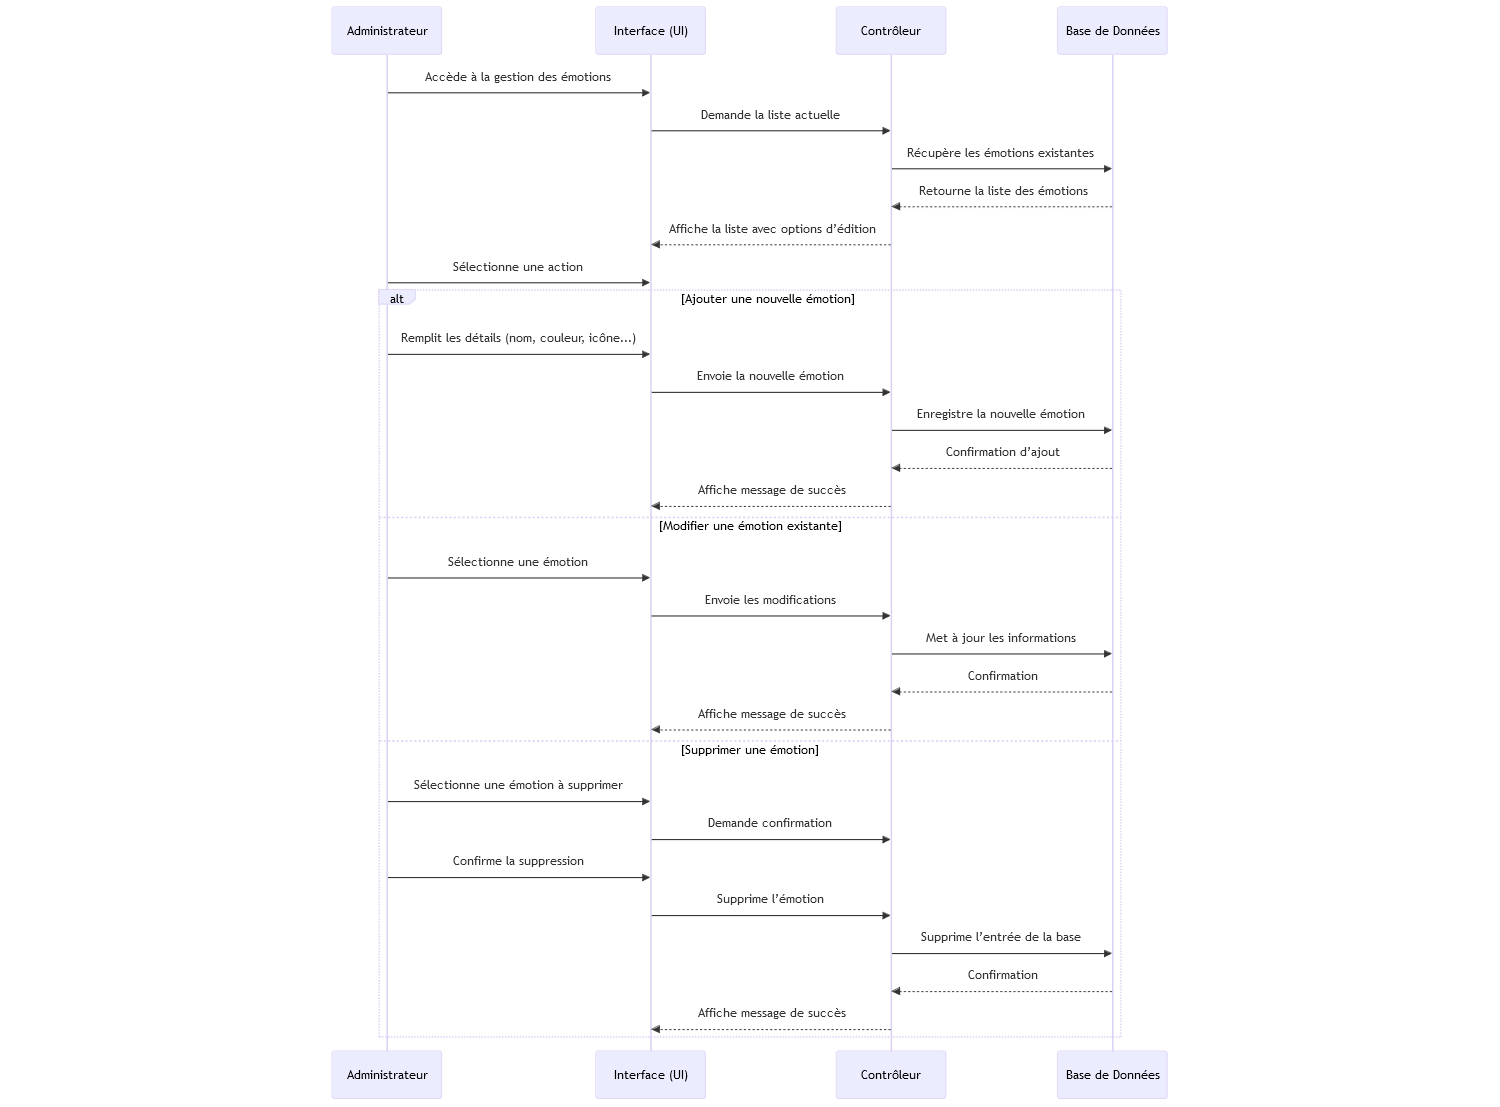 Administrateur
Interface (UI)
Contrôleur
Base de Données
Accède à la gestion des émotions
Demande la liste actuelle
Récupère les émotions existantes
Retourne la liste des émotions
Affiche la liste avec options d’édition
Sélectionne une action
alt
[Ajouter une nouvelle émotion]
Remplit les détails (nom, couleur, icône...)
Envoie la nouvelle émotion
Enregistre la nouvelle émotion
Confirmation d’ajout
Affiche message de succès
[Modifier une émotion existante]
Sélectionne une émotion
Envoie les modifications
Met à jour les informations
Confirmation
Affiche message de succès
[Supprimer une émotion]
Sélectionne une émotion à supprimer
Demande confirmation
Confirme la suppression
Supprime l’émotion
Supprime l’entrée de la base
Confirmation
Affiche message de succès
Administrateur
Interface (UI)
Contrôleur
Base de Données